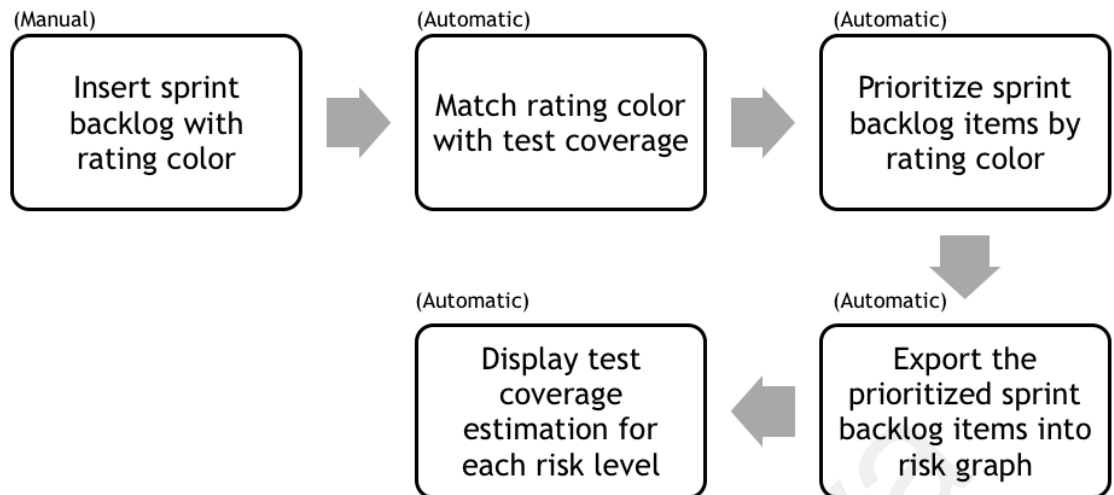 (Manual)
Insert sprint
backlog with
rating color
(Automatic)
Match rating color
with test coverage
(Automatic)
Prioritize sprint
backlog items by
rating color
(Automatic)
Export the
prioritized sprint
backlog items into
risk graph
(Automatic)
Display test
coverage
estimation for
each risk level